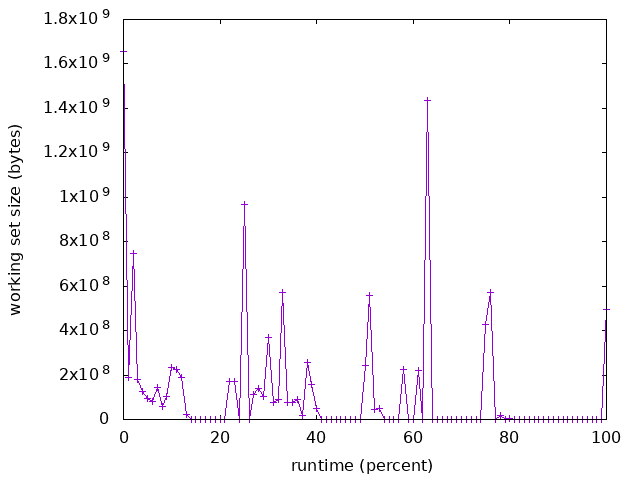 1.8x10^9
1.6x10^9
1.4x10^9
1.2x10^9
1x10^9
8x10^8
6x10^8
4x10^8
2x10^8
0
working set size (bytes)
0 20 40 60 80 100
runtime (percent)